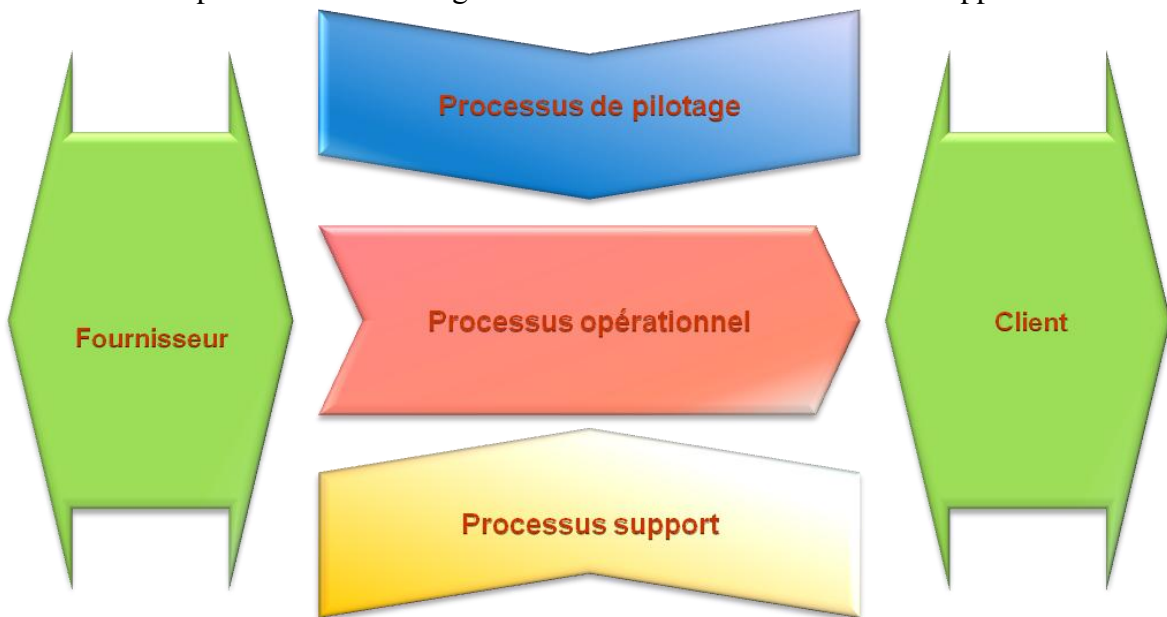 Processus de pilotage
Fournisseur
Processus opérationnel
Client
Processus support